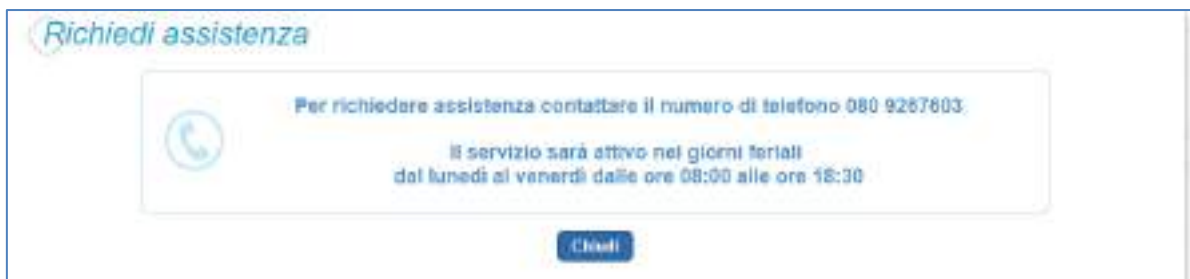 Richiedi assistenza
Per richiedere assistenza contattare il numero di telefono 080 9267603
Il servizio sarà attivo nei giorni feriali
dal lunedì al venerdì dalle ore 08:00 alle ore 18:30
Chiudi